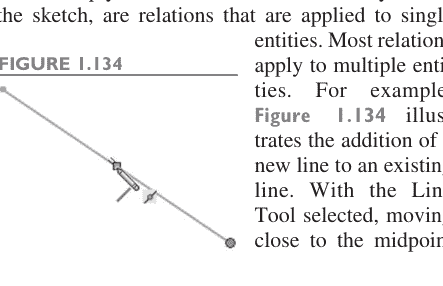 the sketch, are relations that are applied to singl
entities. Most relation
FIGURE 1.134
apply to multiple enti
ties. For example
Figure 1.134 illus
trates the addition of
new line to an existin
line. With the Lin
Tool selected, movin
close to the midpoin